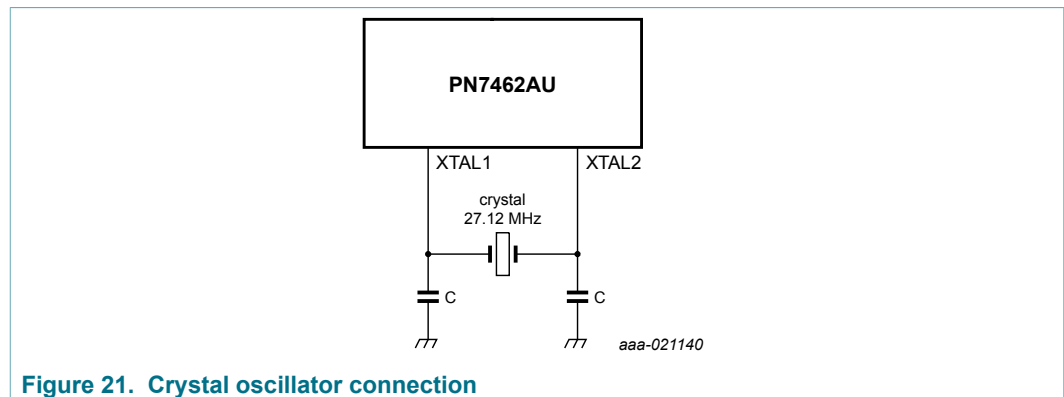 PN7462AU
XTAL1
XTAL2
crystal
27.12 MHz
C
C
aaa-021140
Figure 21. Crystal oscillator connection